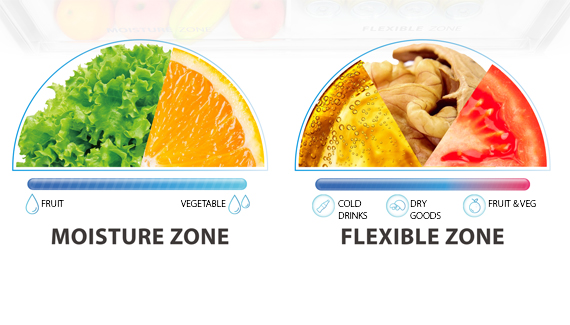 FLEXIBLE ZONE
FRUIT
VEGETABLE
MOISTURE ZONE
COLD
DRINKS
DRY
GOODS
FRUIT & VEG
FLEXIBLE ZONE